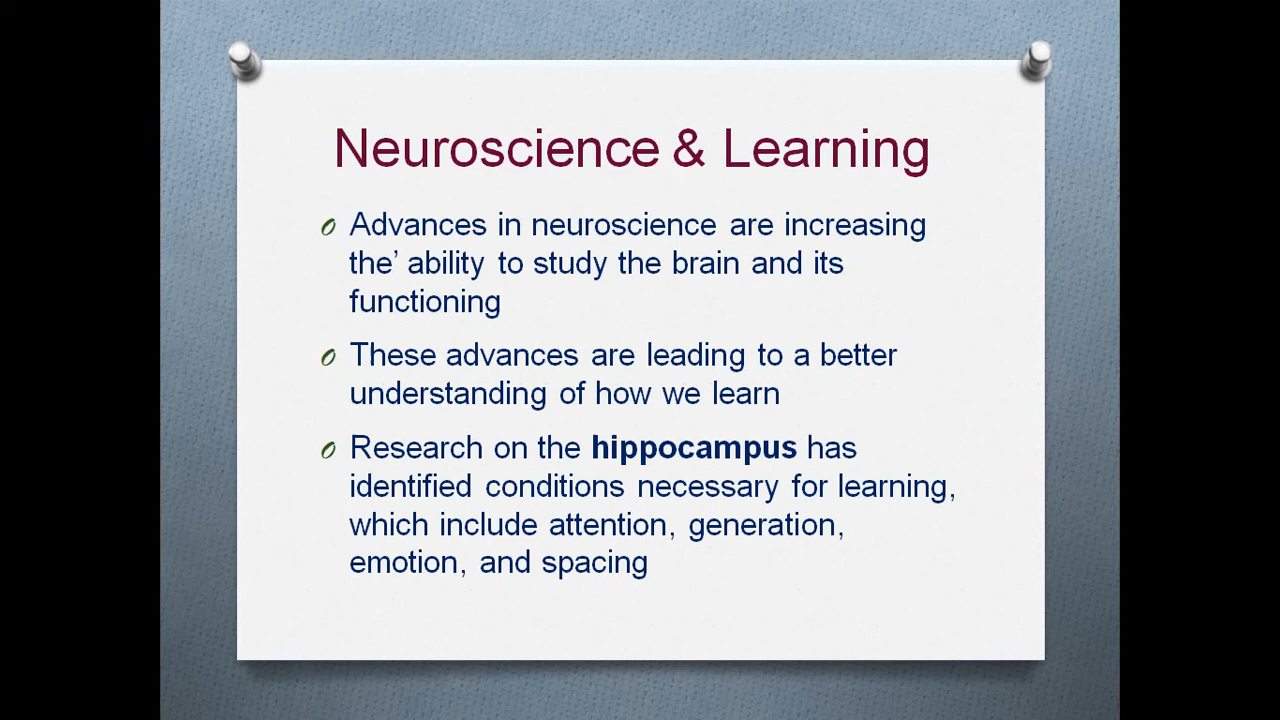 Neuroscience & Learning
Advances in neuroscience are increasing
the’ ability to study the brain and its
functioning
These advances are leading to a better
understanding of how we learn
Research on the hippocampus has
identified conditions necessary for learning,
which include attention, generation,
emotion, and spacing